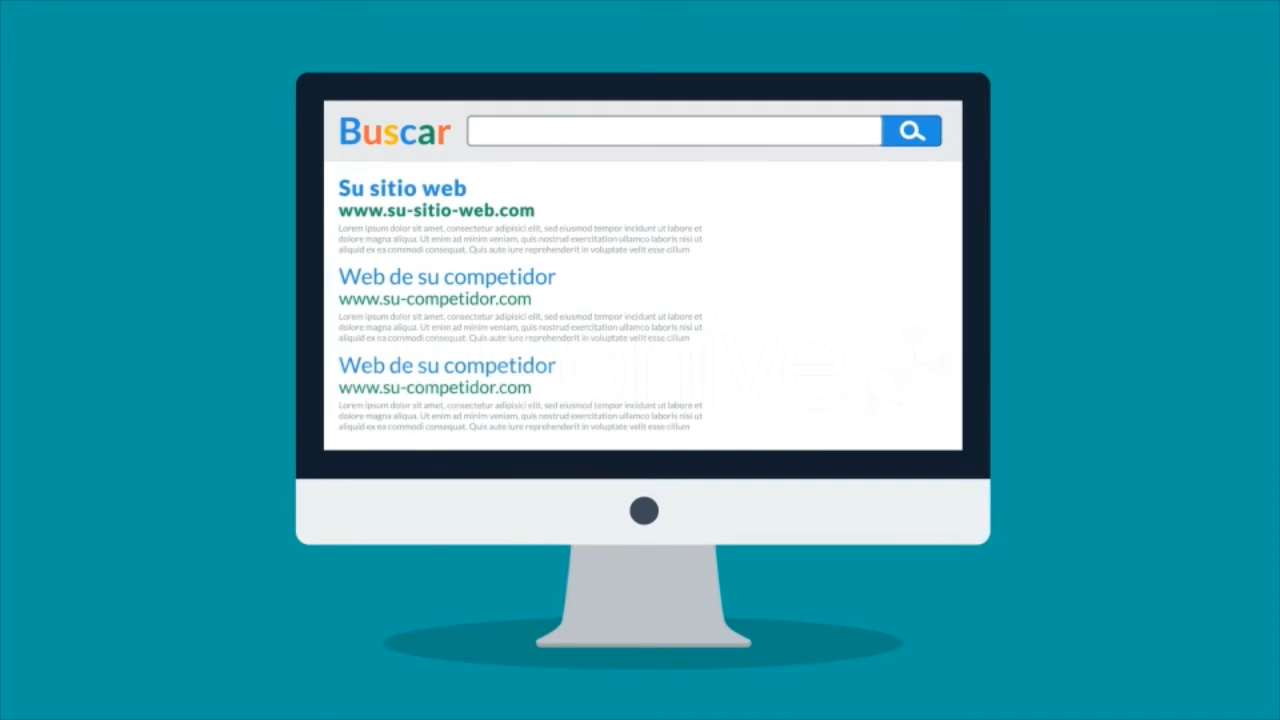 Buscar
Su sitio web
www.su-sitio-web.com
Lorem ipsum dolor sit amet, consectetur adipisici elit, sed eiusmod tempor incidunt ut labore et
dolore magna aliqua. Ut enim ad minim veniam, quis nostrud exercitation ullamco laboris nisi ut
aliquid ex ea commodi consequat. Quis aute iure reprehenderit in voluptate velit esse cillum
Web de su competidor
www.su-competidor.com
Lorem ipsum dolor sit amet, consectetur adipisici elit, sed eiusmod tempor incidunt ut labore et
dolore magna aliqua. Ut enim ad minim veniam, quis nostrud exercitation ullamco laboris nisi ut
aliquid ex ea commodi consequat. Quis aute iure reprehenderit in voluptate velit esse cillum
Web de su competidor
www.su-competidor.com
Lorem ipsum dolor sit amet, consectetur adipisici elit, sed eiusmod tempor incidunt ut labore et
dolore magna aliqua. Ut enim ad minim veniam, quis nostrud exercitation ullamco laboris nisi ut
aliquid ex ea commodi consequat. Quis aute iure reprehenderit in voluptate velit esse cillum